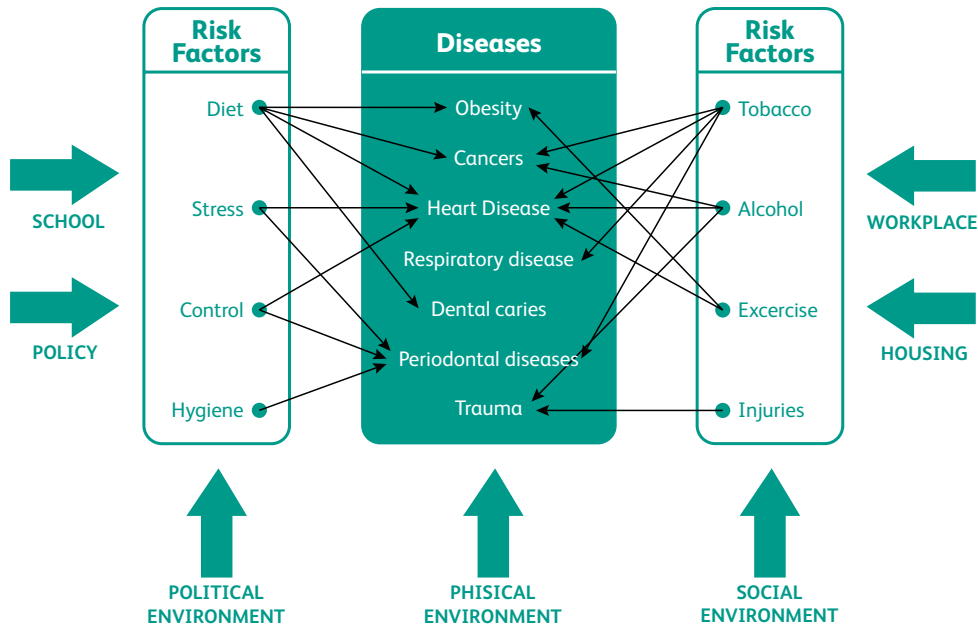 Risk
Factors
Diet
Stress
Control
Hygiene
Diseases
Obesity
Cancers
Heart Disease
Respiratory disease
Dental caries
Periodontal diseases
Trauma
Risk
Factors
Tobacco
Alcohol
Excercise
Injuries
SCHOOL
POLICY
WORKPLACE
HOUSING
POLITICAL
ENVIRONMENT
PHISICAL
ENVIRONMENT
SOCIAL
ENVIRONMENT